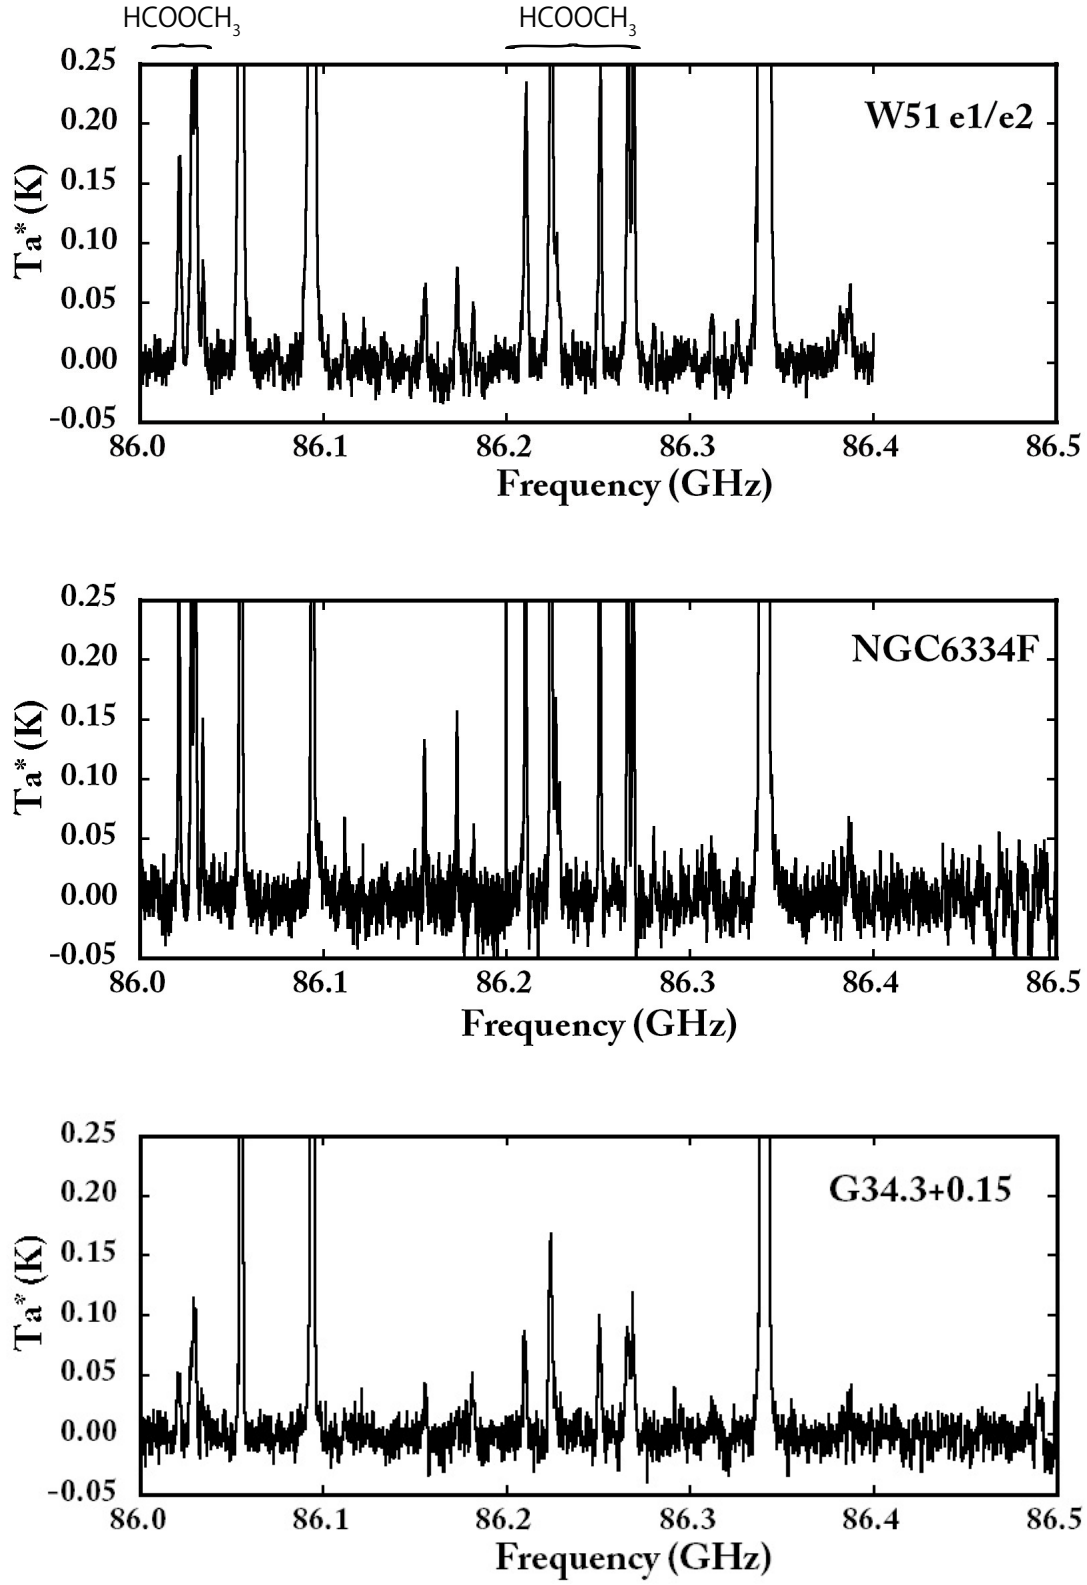 HCOOCH3 HCOOCH3
0.25
W51 e1/e2
0.20
0.15
Ta* (K)
0.10
0.05
0.00
-0.05
86.0 86.1 86.2 86.3 86.4 86.5
Frequency (GHz)
0.25
NGC6334F
0.20
0.15
Ta* (K)
0.10
0.05
0.00
-0.05
86.0 86.1 86.2 86.3 86.4 86.5
Frequency (GHz)
0.25
G34.3+0.15
0.20
0.15
Ta* (K)
0.10
0.05
0.00
-0.05
86.0 86.1 86.2 86.3 86.4 86.5
Frequency (GHz)